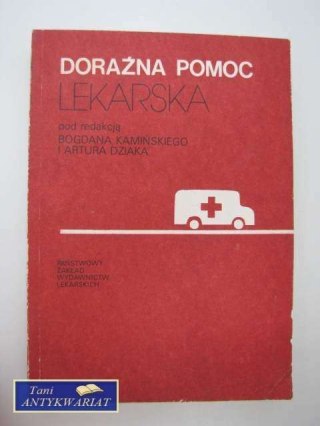 DORAŹNA POMOC
LEKARSKA
pod redakcją
BOGDANA KAMIŃSKIEGO
I ARTURA DZIAKA
PAŃSTWOWY
ZAKŁAD
WYDAWNICTW
LEKARSKICH
Tani
ANTYKWARIAT